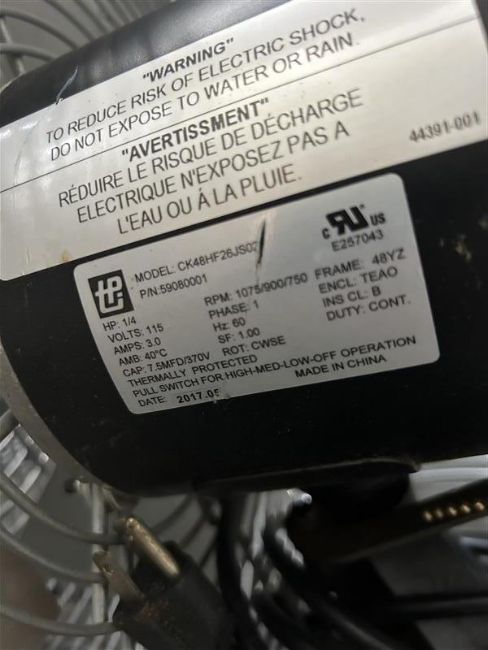 "WARNING"
TO REDUCE RISK OF ELECTRIC SHOCK,
DO NOT EXPOSE TO WATER OR RAIN.
"AVERTISSMENT"
RÉDUIRE LE RISQUE DE DÉCHARGE
ELECTRIQUE N'EXPOSEZ PAS A
L'EAU OU Á LA PLUIE.
44391-001
MODEL: CK48HF26JS02
P/N:59080001
c US
E257043
HP: 1/4
VOLTS: 115
AMPS: 3.0
AMB: 40°C
CAP: 7.5MFD/370V
RPM: 1075/900/750
PHASE: 1
Hz: 60
SF: 1.00
ROT: CWSE
FRAME: 48YZ
ENCL: TEAO
INS CL: B
DUTY: CONT.
THERMALLY PROTECTED
PULL SWITCH FOR HIGH-MED-LOW-OFF OPERATION
DATE: 2017.05 MADE IN CHINA